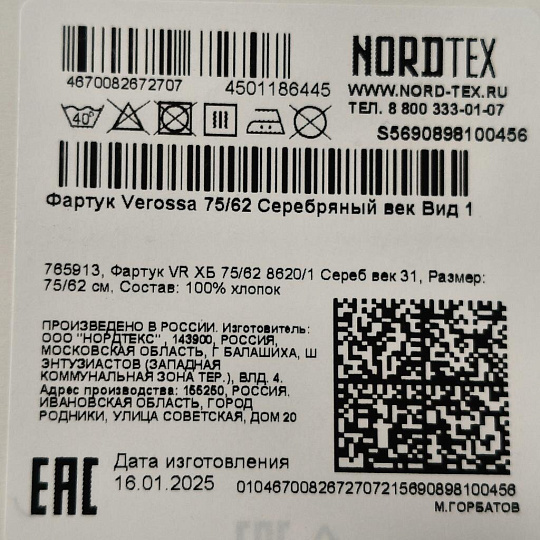 NORDTEX
4670082672707
4501186445
WWW.NORD-TEX.RU
ТЕЛ. 8 800 333-01-07
40°
S5690898100456
Фартук Verossa 75/62 Серебряный век Вид 1
765913, Фартук VR ХБ 75/62 8620/1 Сереб век 31, Размер:
75/62 см, Состав: 100% хлопок
ПРОИЗВЕДЕНО В РОССИИ. Изготовитель:
ООО "НОРДТЕКС" , 143900, РОССИЯ,
МОСКОВСКАЯ ОБЛАСТЬ, Г БАЛАШИХА, Ш
ЭНТУЗИАСТОВ (ЗАПАДНАЯ
КОММУНАЛЬНАЯ ЗОНА ТЕР.), ВЛД. 4.
Адрес производства: 155250, РОССИЯ.
ИВАНОВСКАЯ ОБЛАСТЬ, ГОРОД
РОДНИКИ, УЛИЦА СОВЕТСКАЯ, ДОМ 20
EAC
Дата изготовления
16.01.2025
0104670082672707215690898100456
М.ГОРБАТОВ